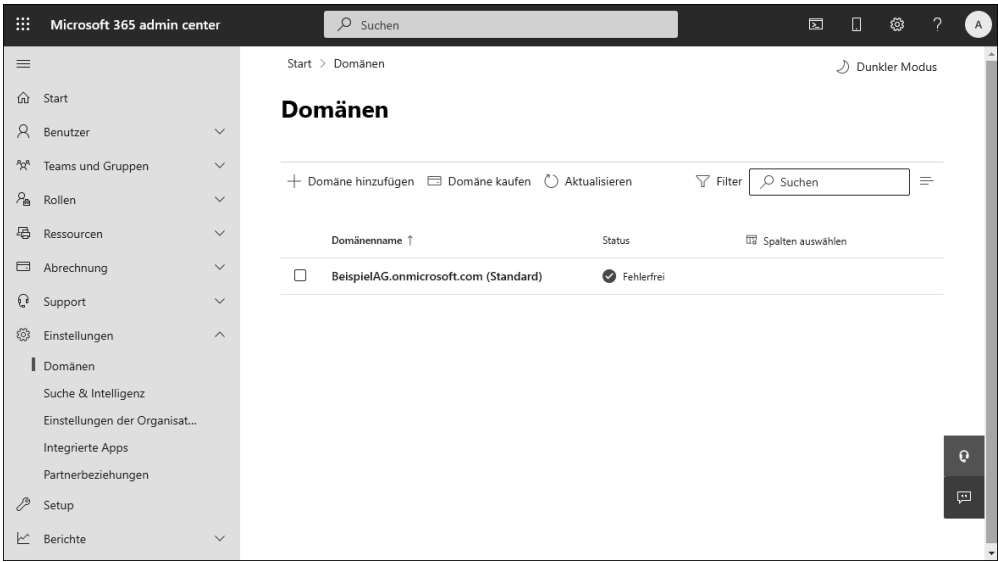 Microsoft 365 admin center
Suchen
A
Start > Domänen
Dunkler Modus
Start
Benutzer
Teams und Gruppen
Rollen
Ressourcen
Abrechnung
Support
Einstellungen
Domänen
Suche & Intelligenz
Einstellungen der Organisat...
Integrierte Apps
Partnerbeziehungen
Setup
Berichte
Domänen
Domäne hinzufügen Domäne kaufen Aktualisieren Filter Suchen
Domänenname ↑ Status Spalten auswählen
BeispielAG.onmicrosoft.com (Standard) Fehlerfrei